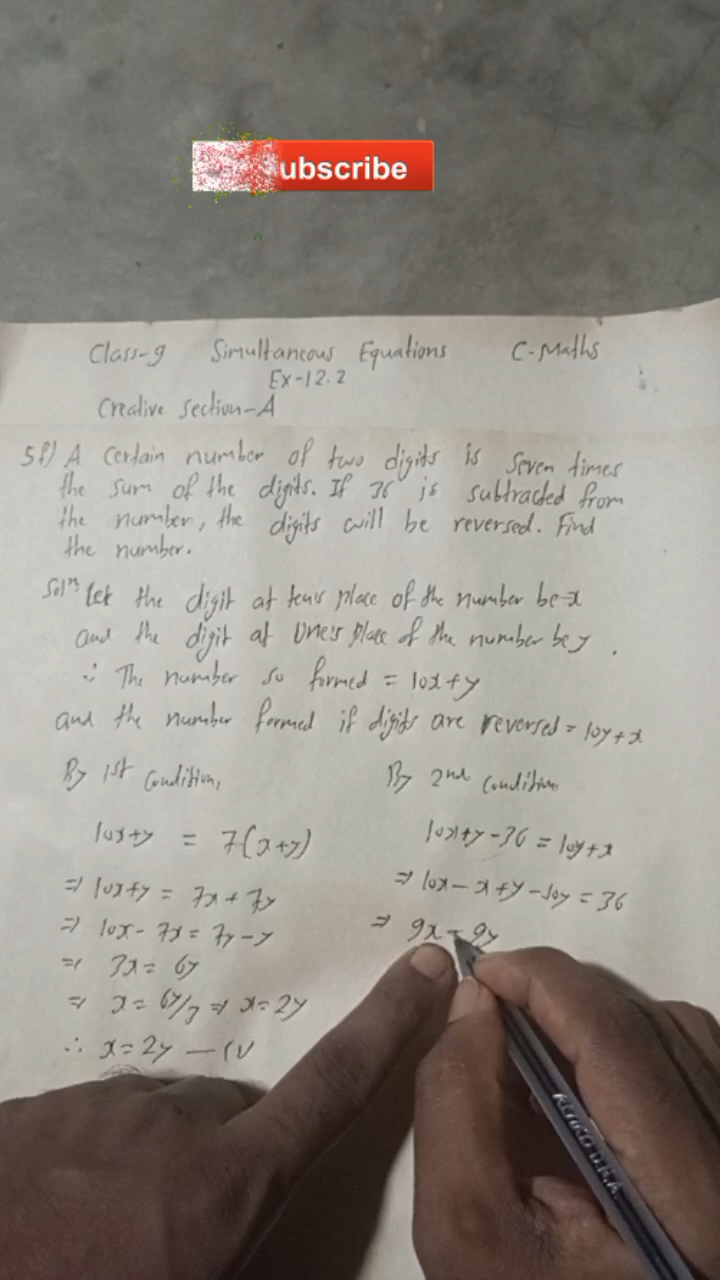 ubscribe
Class-9 Simultaneous Equations C-Maths
Ex-12.2
Creative Section-A
5f) A certain number of two digits is seven times
the sum of the digits. If 36 is subtracted from
the number, the digits will be reversed. Find
the number.
Solⁿ Let the digit at ten's place of the number be x
and the digit at One's place of the number be y .
∴ The number so formed = 10x+y
and the number formed if digits are reversed = 10y+x
By 1st Condition, By 2nd Condition
10x+y = 7(x+y) 10x+y-36 = 10y+x
⇒ 10x+y = 7x+7y ⇒ 10x-x+y-10y = 36
⇒ 10x-7x = 7y-y ⇒ 9x-9y
⇒ 3x = 6y
⇒ x = 6y/3 ⇒ x=2y
∴ x=2y —(1)